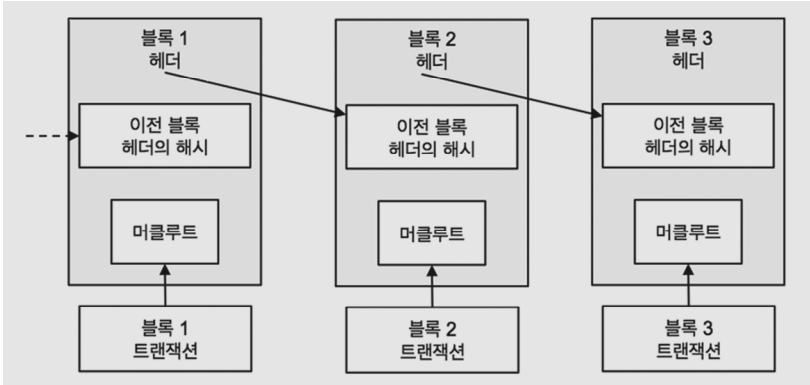 블록 1
헤더
이전 블록
헤더의 해시
머클루트
블록 1
트랜잭션
블록 2
헤더
이전 블록
헤더의 해시
머클루트
블록 2
트랜잭션
블록 3
헤더
이전 블록
헤더의 해시
머클루트
블록 3
트랜잭션